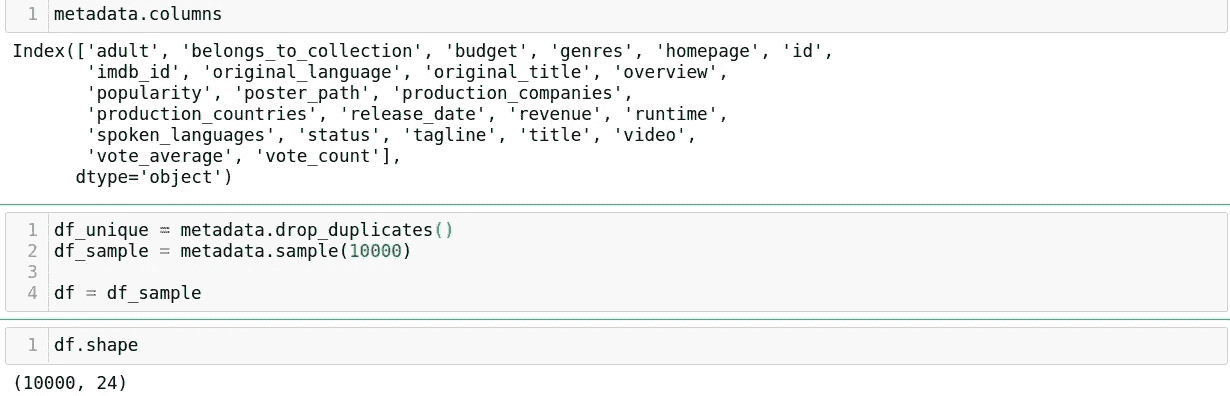 1 metadata.columns
Index(['adult', 'belongs_to_collection', 'budget', 'genres', 'homepage', 'id',
'imdb_id', 'original_language', 'original_title', 'overview',
'popularity', 'poster_path', 'production_companies',
'production_countries', 'release_date', 'revenue', 'runtime',
'spoken_languages', 'status', 'tagline', 'title', 'video',
'vote_average', 'vote_count'],
dtype='object')
1 df_unique = metadata.drop_duplicates()
2 df_sample = metadata.sample(10000)
3
4 df = df_sample
1 df.shape
(10000, 24)